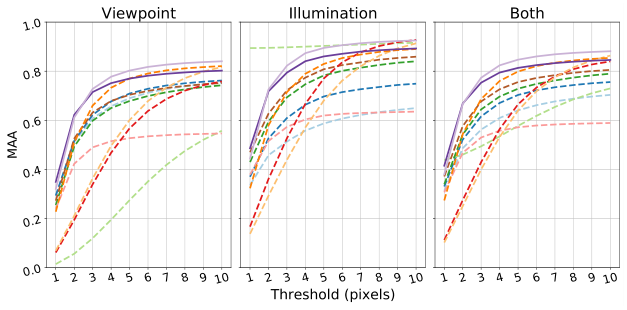 Viewpoint Illumination Both
1.0
0.8
0.6
0.4
0.2
0.0
MAA
1 2 3 4 5 6 7 8 9 10 1 2 3 4 5 6 7 8 9 10 1 2 3 4 5 6 7 8 9 10
Threshold (pixels)